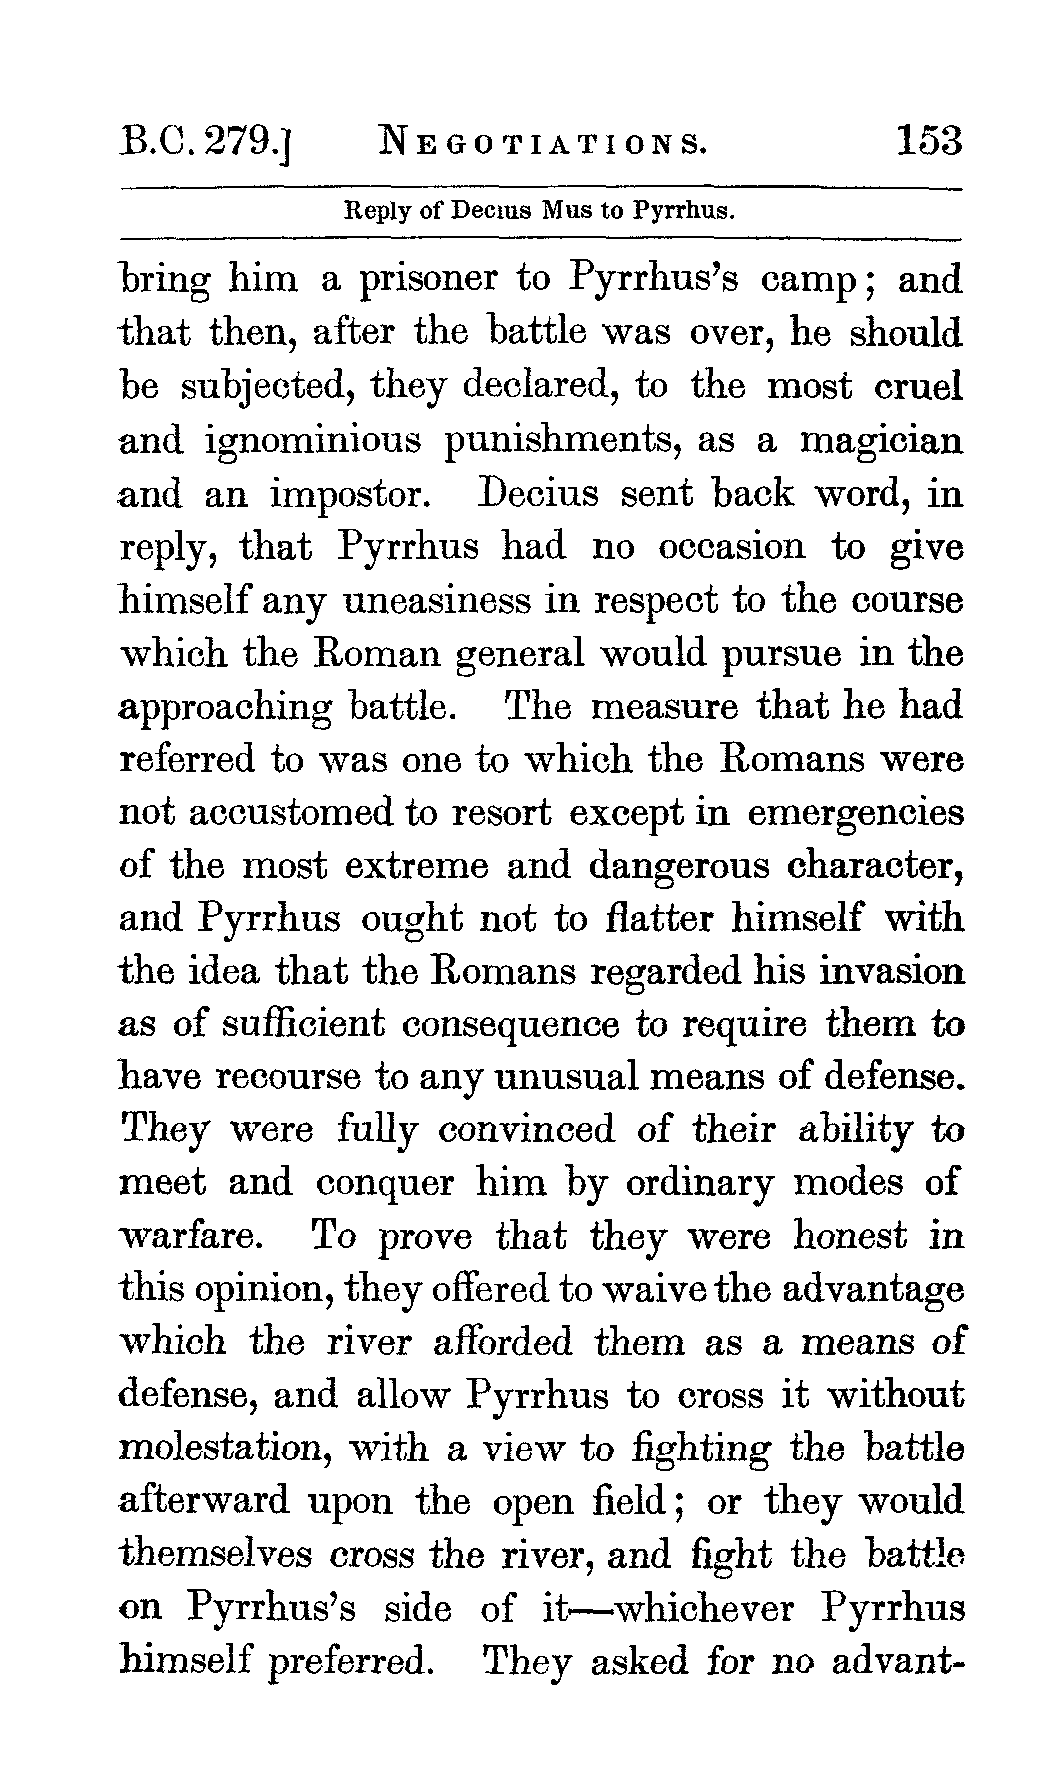 B.C. 279.] NEGOTIATIONS. 153
Reply of Decius Mus to Pyrrhus.
bring him a prisoner to Pyrrhus's camp; and
that then, after the battle was over, he should
be subjected, they declared, to the most cruel
and ignominious punishments, as a magician
and an impostor. Decius sent back word, in
reply, that Pyrrhus had no occasion to give
himself any uneasiness in respect to the course
which the Roman general would pursue in the
approaching battle. The measure that he had
referred to was one to which the Romans were
not accustomed to resort except in emergencies
of the most extreme and dangerous character,
and Pyrrhus ought not to flatter himself with
the idea that the Romans regarded his invasion
as of sufficient consequence to require them to
have recourse to any unusual means of defense.
They were fully convinced of their ability to
meet and conquer him by ordinary modes of
warfare. To prove that they were honest in
this opinion, they offered to waive the advantage
which the river afforded them as a means of
defense, and allow Pyrrhus to cross it without
molestation, with a view to fighting the battle
afterward upon the open field; or they would
themselves cross the river, and fight the battle
on Pyrrhus's side of it—whichever Pyrrhus
himself preferred. They asked for no advant-